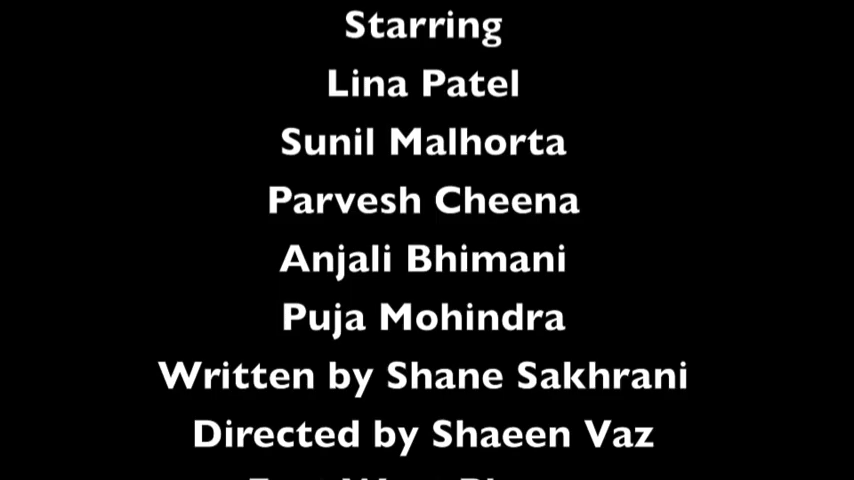 Starring
Lina Patel
Sunil Malhorta
Parvesh Cheena
Anjali Bhimani
Puja Mohindra
Written by Shane Sakhrani
Directed by Shaeen Vaz